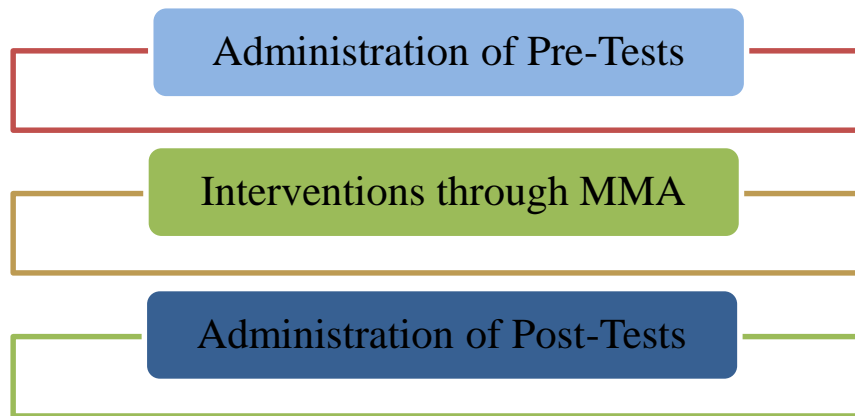 Administration of Pre-Tests
Interventions through MMA
Administration of Post-Tests